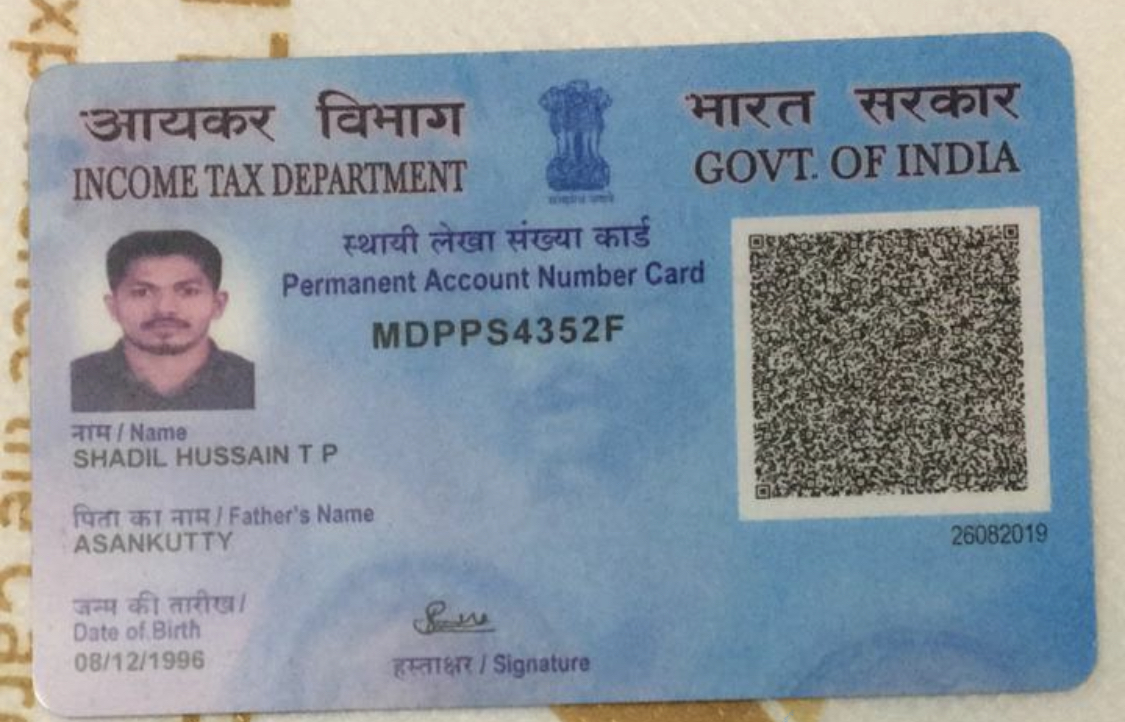 आयकर विभाग
INCOME TAX DEPARTMENT
भारत सरकार
GOVT. OF INDIA
सत्यमेव जयते
स्थायी लेखा संख्या कार्ड
Permanent Account Number Card
MDPPS4352F
नाम / Name
SHADIL HUSSAIN T P
पिता का नाम / Father's Name
ASANKUTTY
26082019
जन्म की तारीख /
Date of Birth
08/12/1996
हस्ताक्षर / Signature